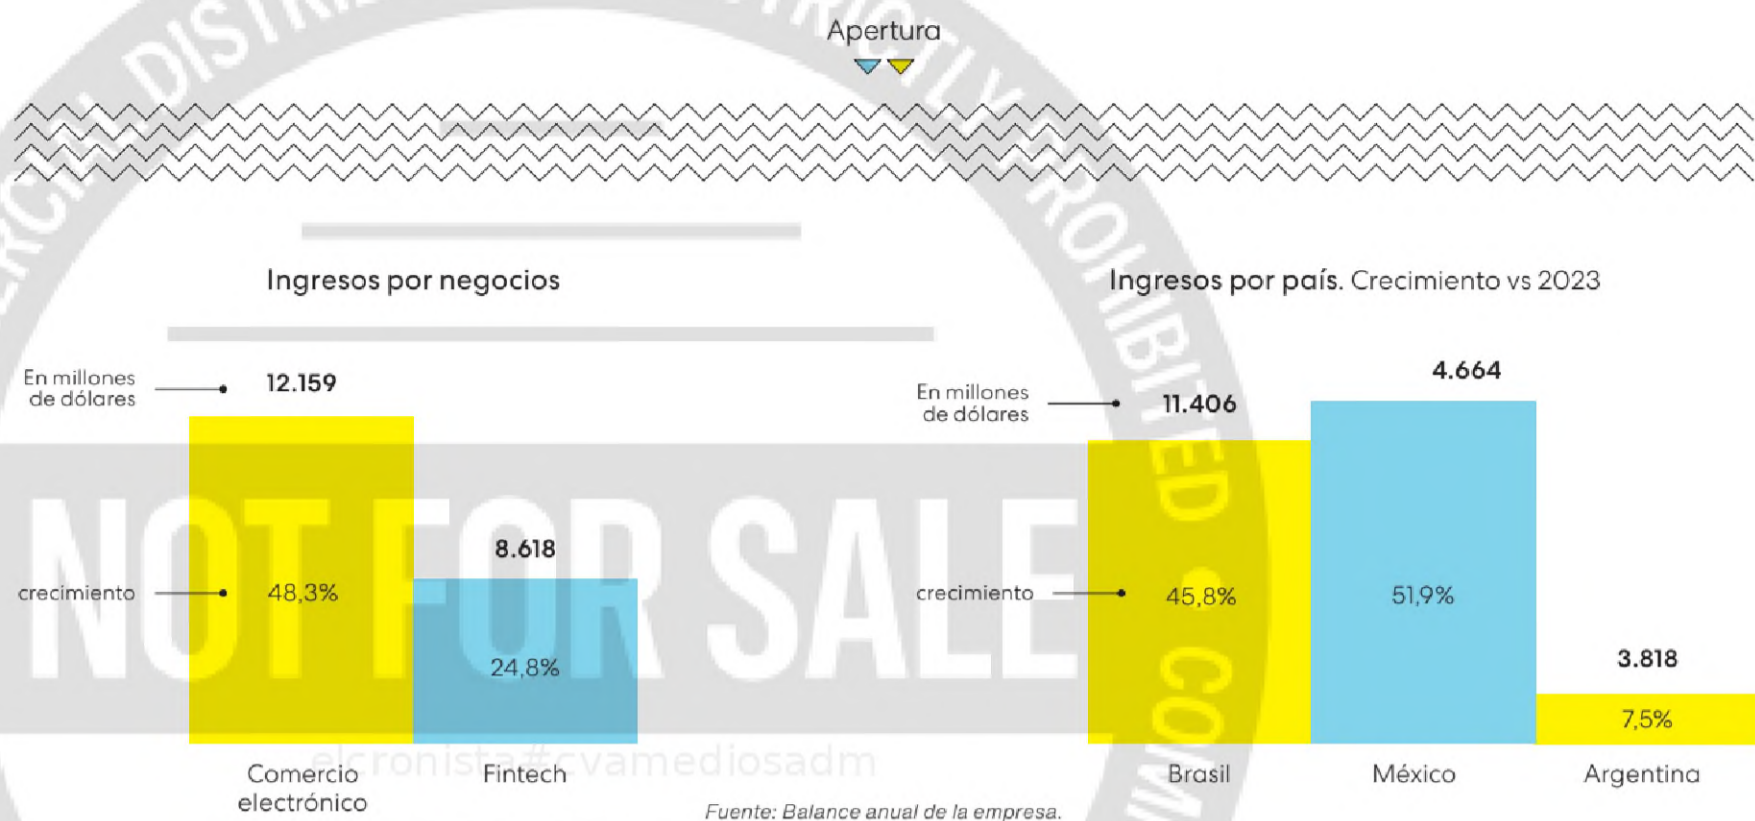 Apertura
Ingresos por negocios
En millones
de dólares
12.159
8.618
crecimiento
48,3%
24,8%
Comercio
electrónico
Fintech
Ingresos por país. Crecimiento vs 2023
En millones
de dólares
11.406
4.664
3.818
crecimiento
45,8%
51,9%
7,5%
Brasil
México
Argentina
Fuente: Balance anual de la empresa.
NOT FOR SALE
elcronista#cvamediosadm
STRICTLY PROHIBITED • COM